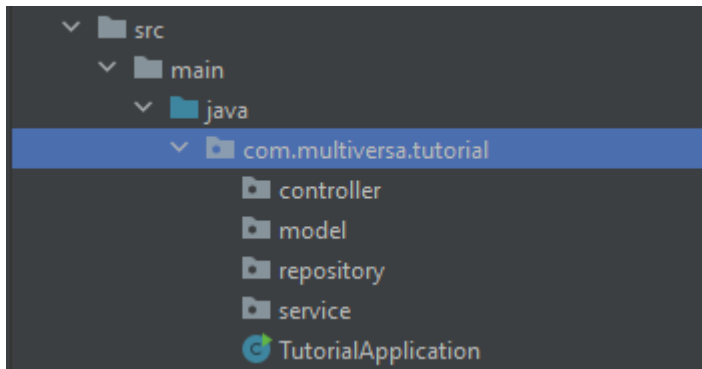 src
main
java
com.multiversa.tutorial
controller
model
repository
service
TutorialApplication